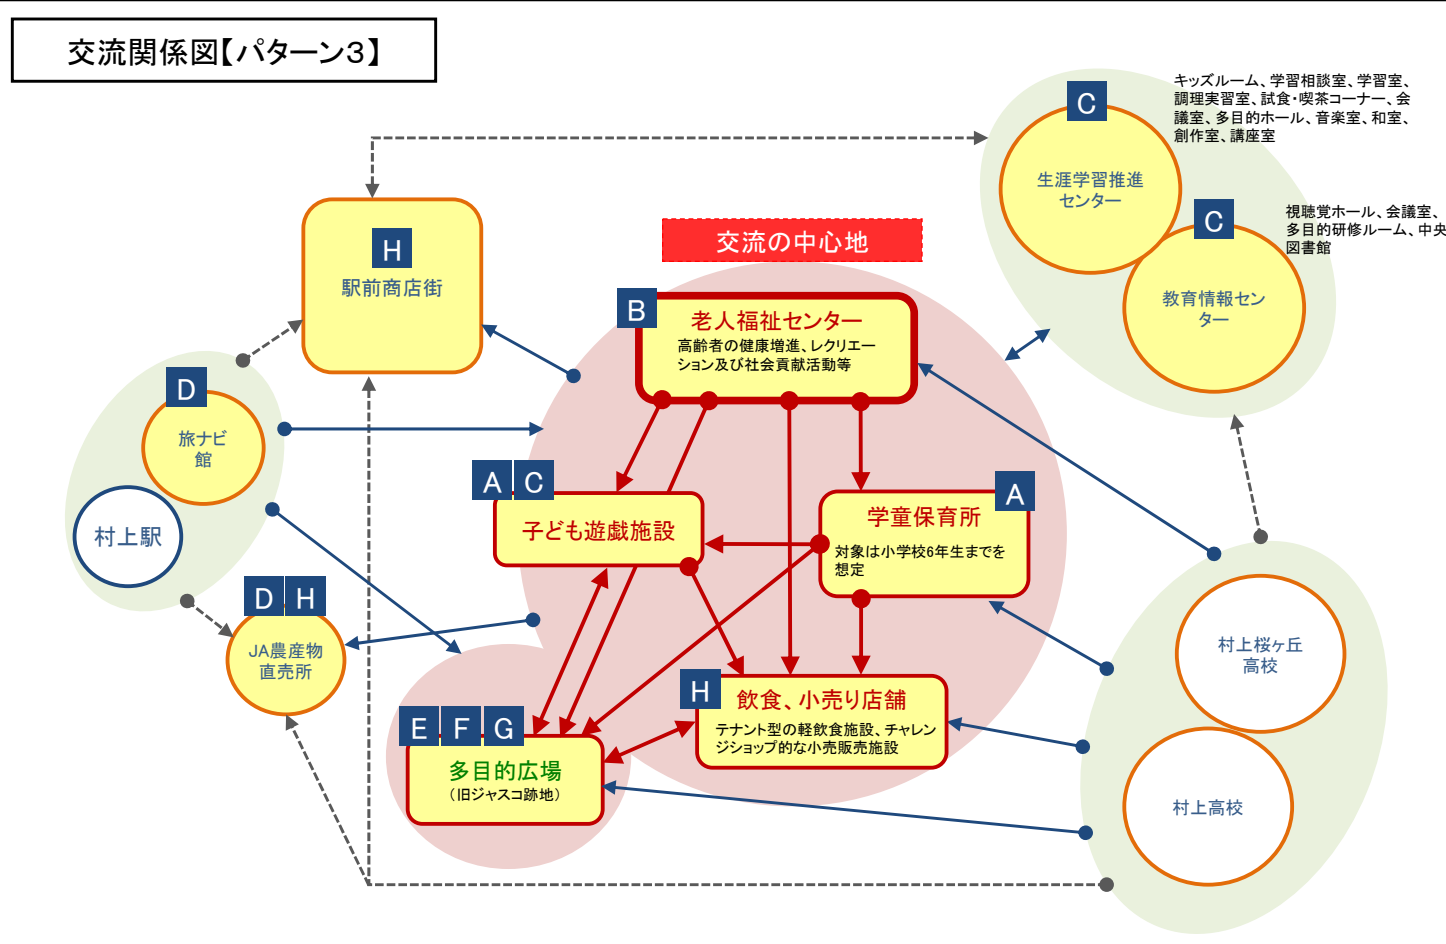 交流関係図【パターン3】
C
キッズルーム、学習相談室、学習室、
調理実習室、試食・喫茶コーナー、会
議室、多目的ホール、音楽室、和室、
創作室、講座室
生涯学習推進
センター
C
視聴覚ホール、会議室、
多目的研修ルーム、中央
図書館
教育情報セン
ター
H
駅前商店街
交流の中心地
B
老人福祉センター
高齢者の健康増進、レクリエー
ション及び社会貢献活動等
D
旅ナビ
館
村上駅
A C
子ども遊戯施設
A
学童保育所
対象は小学校6年生までを
想定
D H
JA農産物
直売所
H
飲食、小売り店舗
テナント型の軽飲食施設、チャレン
ジショップ的な小売販売施設
E F G
多目的広場
（旧ジャスコ跡地）
村上桜ヶ丘
高校
村上高校